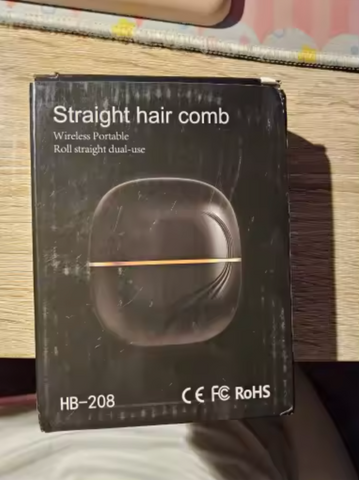 Straight hair comb
Wireless Portable
Roll straight dual-use
HB-208
CE FC RoHS